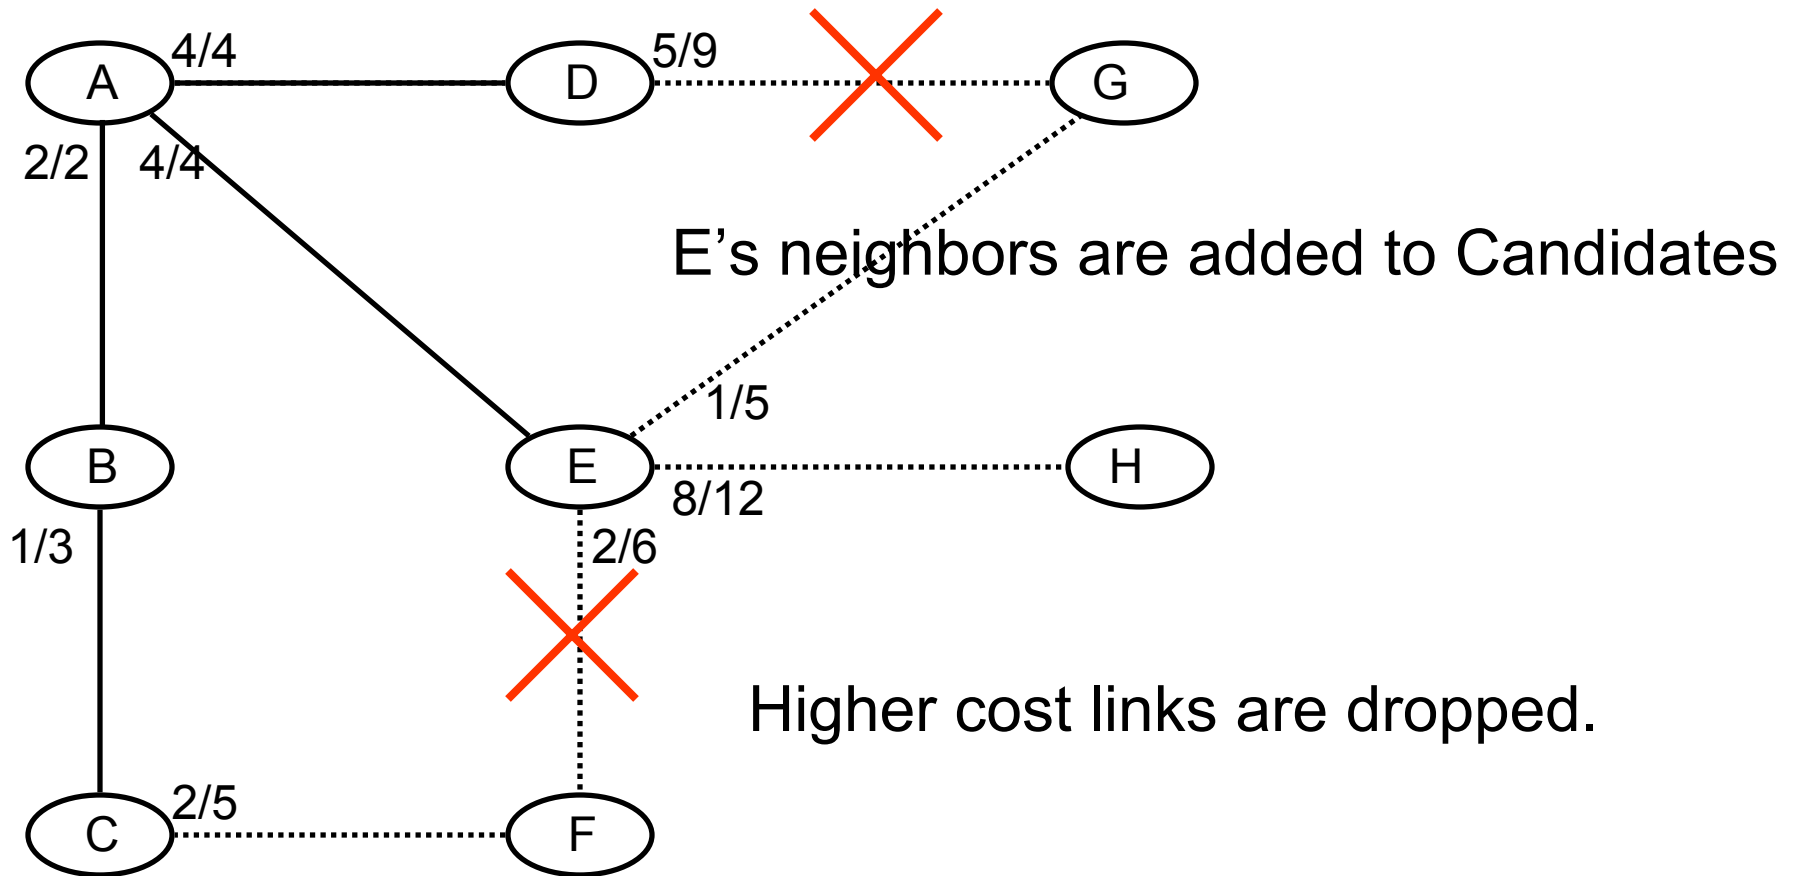 4/4
5/9
A
D
G
2/2
4/4
E’s neighbors are added to Candidates
1/5
B
E
H
8/12
1/3
2/6
Higher cost links are dropped.
2/5
C
F